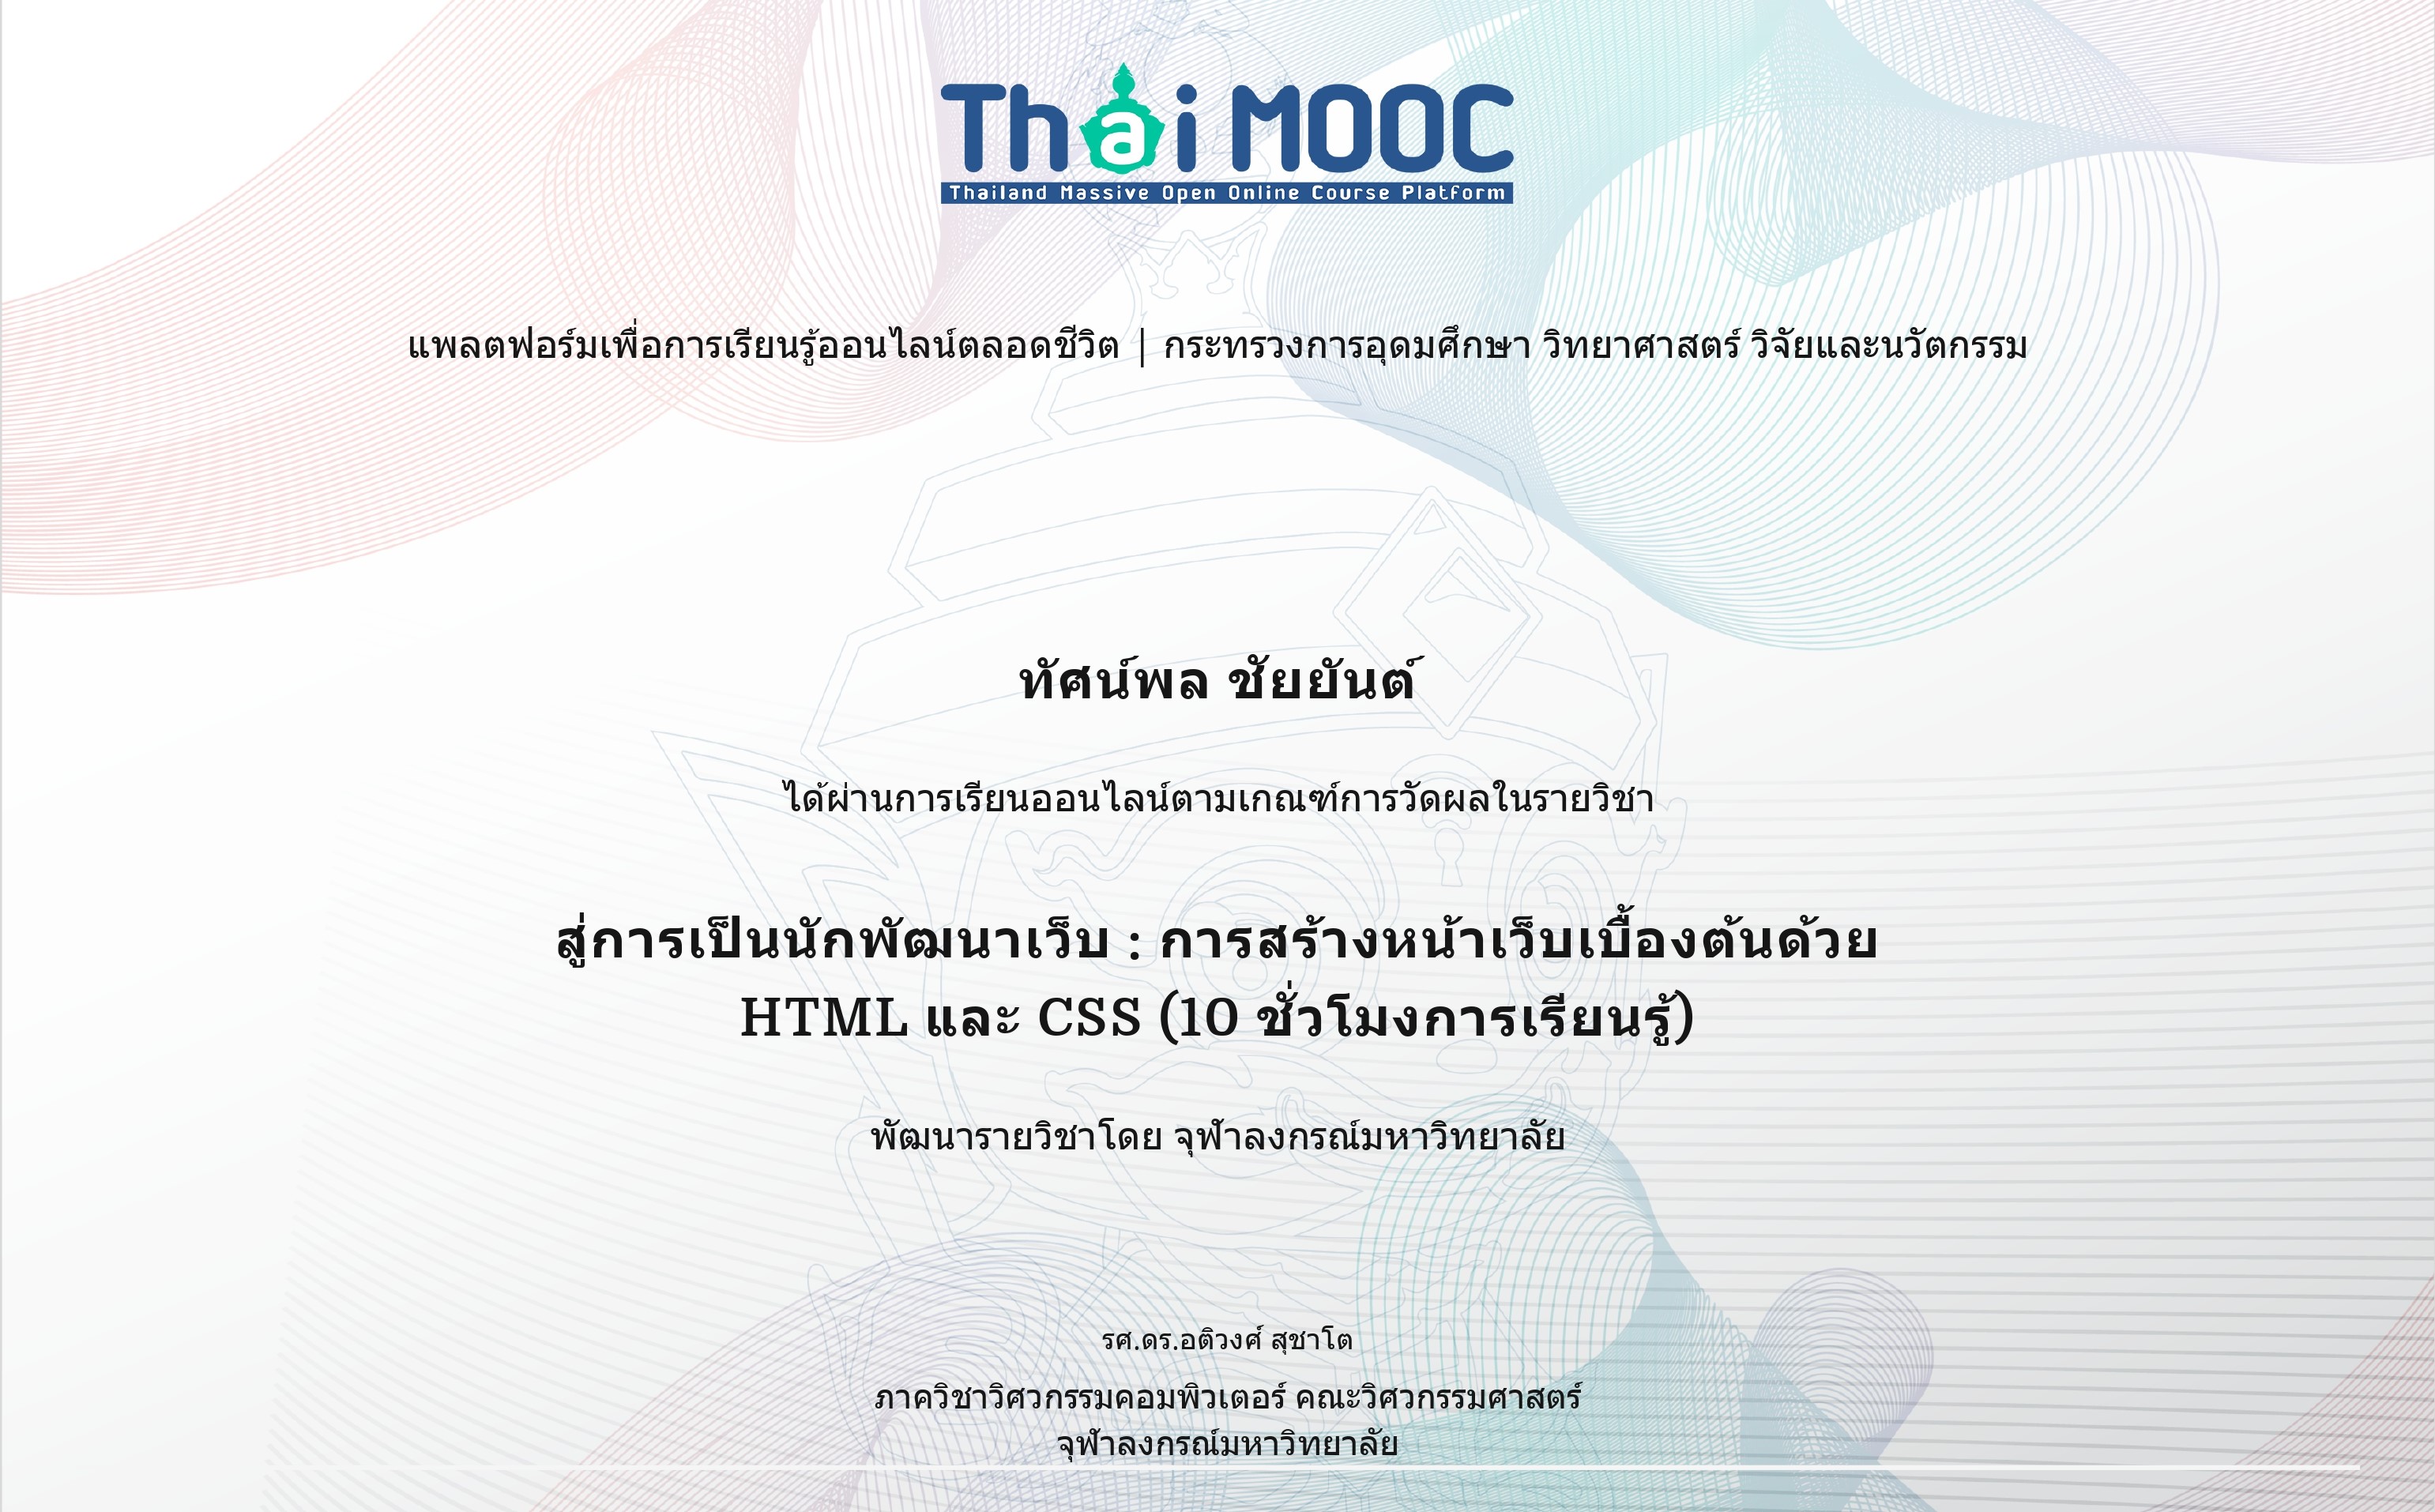 Thai MOOC
Thailand Massive Open Online Course Platform
แพลตฟอร์มเพื่อการเรียนรู้ออนไลน์ตลอดชีวิต | กระทรวงการอุดมศึกษา วิทยาศาสตร์ วิจัยและนวัตกรรม
ทัศน์พล ชัยยันต์
ได้ผ่านการเรียนออนไลน์ตามเกณฑ์การวัดผลในรายวิชา
สู่การเป็นนักพัฒนาเว็บ : การสร้างหน้าเว็บเบื้องต้นด้วย
HTML และ CSS (10 ชั่วโมงการเรียนรู้)
พัฒนารายวิชาโดย จุฬาลงกรณ์มหาวิทยาลัย
รศ.ดร.อติวงศ์ สุชาโต
ภาควิชาวิศวกรรมคอมพิวเตอร์ คณะวิศวกรรมศาสตร์
จุฬาลงกรณ์มหาวิทยาลัย